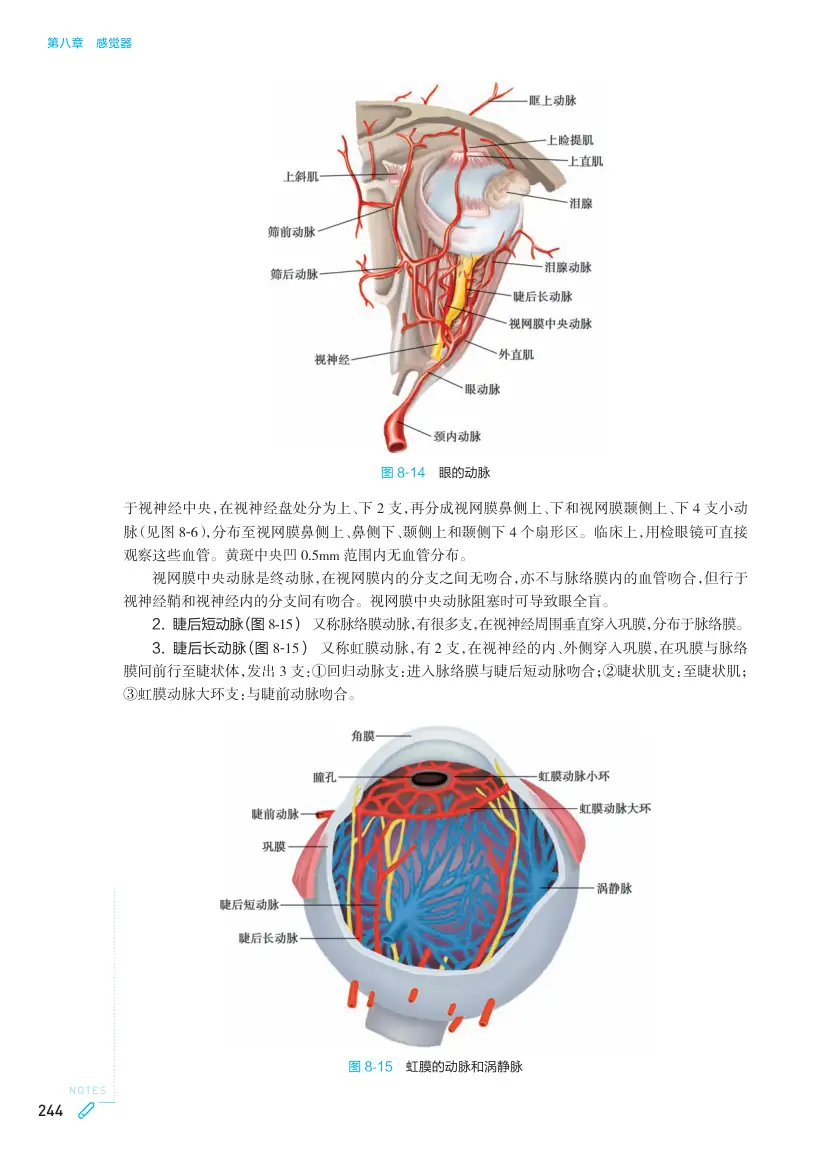 第八章 感觉器
眶上动脉
上睑提肌
上直肌
上斜肌
泪腺
筛前动脉
泪腺动脉
筛后动脉
睫后长动脉
视网膜中央动脉
外直肌
视神经
眼动脉
颈内动脉
图 8-14 眼的动脉
于视神经中央,在视神经盘处分为上、下 2 支,再分成视网膜鼻侧上、下和视网膜颞侧上、下 4 支小动
脉(见图 8-6),分布至视网膜鼻侧上、鼻侧下、颞侧上和颞侧下 4 个扇形区。临床上,用检眼镜可直接
观察这些血管。黄斑中央凹 0.5mm 范围内无血管分布。
视网膜中央动脉是终动脉,在视网膜内的分支之间无吻合,亦不与脉络膜内的血管吻合,但行于
视神经鞘和视神经内的分支间有吻合。视网膜中央动脉阻塞时可导致眼全盲。
2. 睫后短动脉(图 8-15) 又称脉络膜动脉,有很多支,在视神经周围垂直穿入巩膜,分布于脉络膜。
3. 睫后长动脉(图 8-15) 又称虹膜动脉,有 2 支,在视神经的内、外侧穿入巩膜,在巩膜与脉络
膜间前行至睫状体,发出 3 支:①回归动脉支:进入脉络膜与睫后短动脉吻合;②睫状肌支:至睫状肌;
③虹膜动脉大环支:与睫前动脉吻合。
角膜
瞳孔
虹膜动脉小环
睫前动脉
虹膜动脉大环
巩膜
涡静脉
睫后短动脉
睫后长动脉
图 8-15 虹膜的动脉和涡静脉
NOTES
244